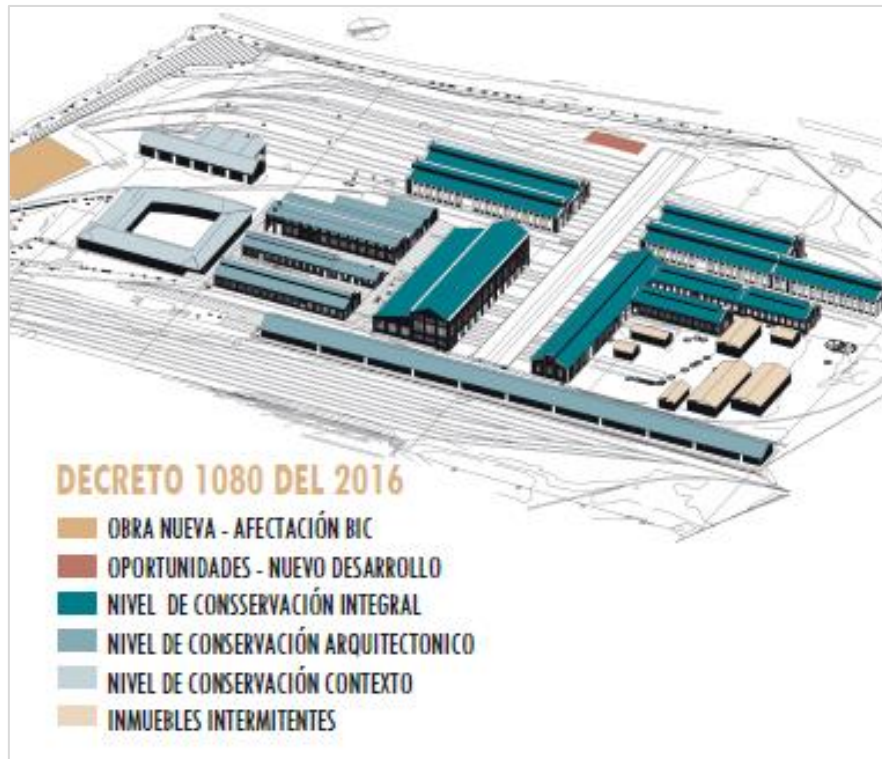 DECRETO 1080 DEL 2016
OBRA NUEVA - AFECTACIÓN BIC
OPORTUNIDADES - NUEVO DESARROLLO
NIVEL DE CONSSERVACIÓN INTEGRAL
NIVEL DE CONSERVACIÓN ARQUITECTONICO
NIVEL DE CONSERVACIÓN CONTEXTO
INMUEBLES INTERMITENTES